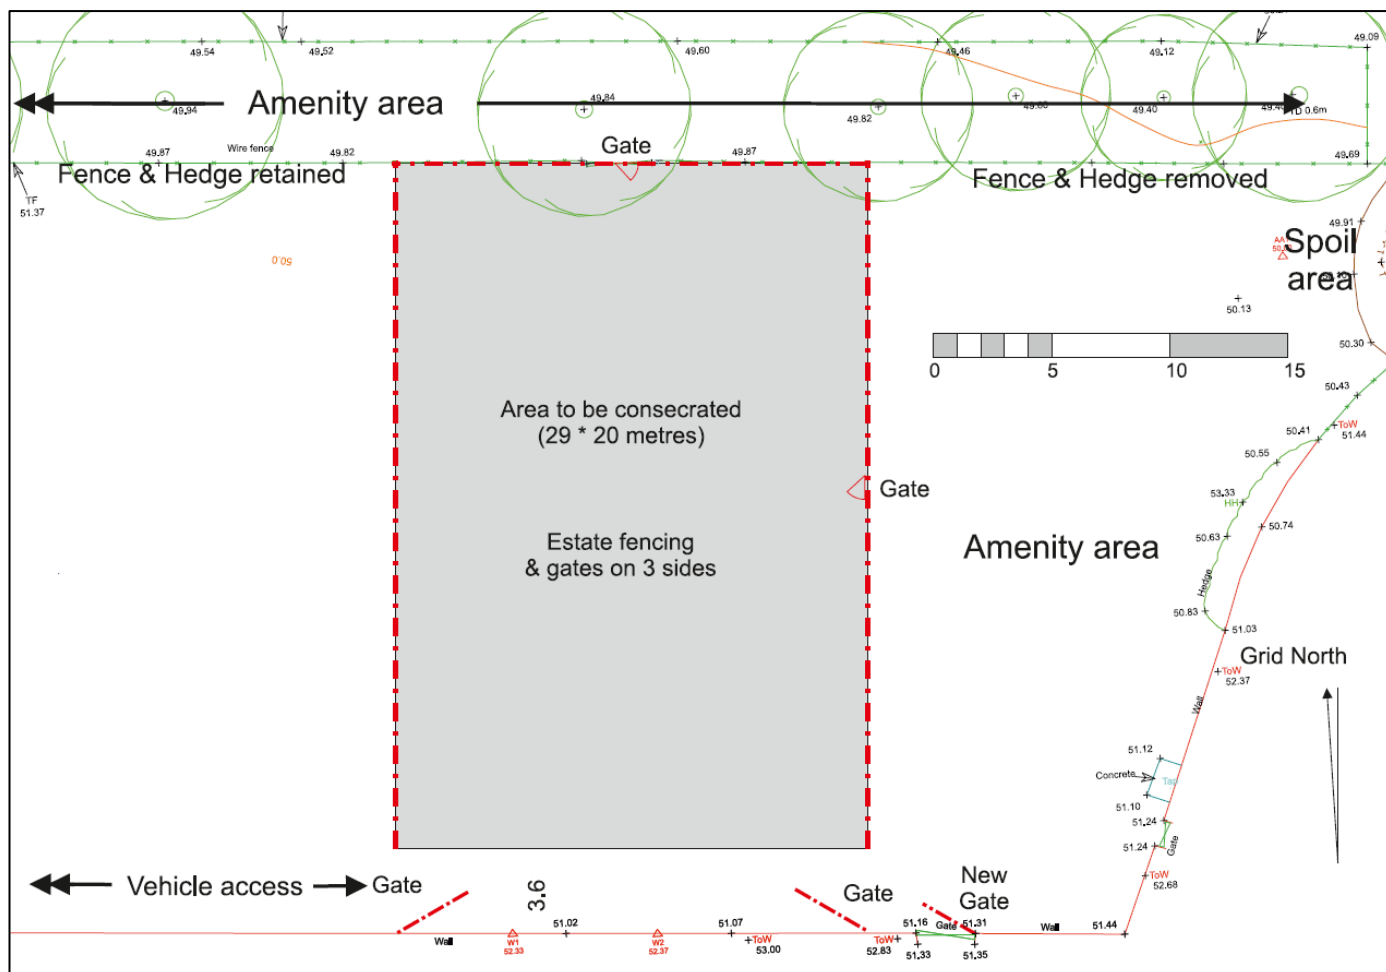 49.54
49.52
49.60
49.46
49.12
49.09
Amenity area
49.94
49.84
49.82
49.40
TD 0.6m
Gate
Wire fence
49.87
49.82
49.87
49.69
Fence & Hedge retained
Fence & Hedge removed
TF
51.37
50.0
49.91
Spoil
area
50.13
50.30
0 5 10 15
50.43
Area to be consecrated
(29 * 20 metres)
50.41
ToW
51.44
50.55
Gate
53.33
HH
50.74
50.63
Estate fencing
& gates on 3 sides
Amenity area
Hedge
50.83
51.03
Grid North
ToW
52.37
Wall
51.12
Concrete
Tap
51.10
51.24
51.24
Gate
ToW
52.68
Vehicle access
Gate
3.6
Gate
New
Gate
51.02
51.07
51.16
51.31
51.44
Wall
W1
52.33
W2
52.37
ToW
53.00
ToW
52.83
Gate
Wall
51.33
51.35